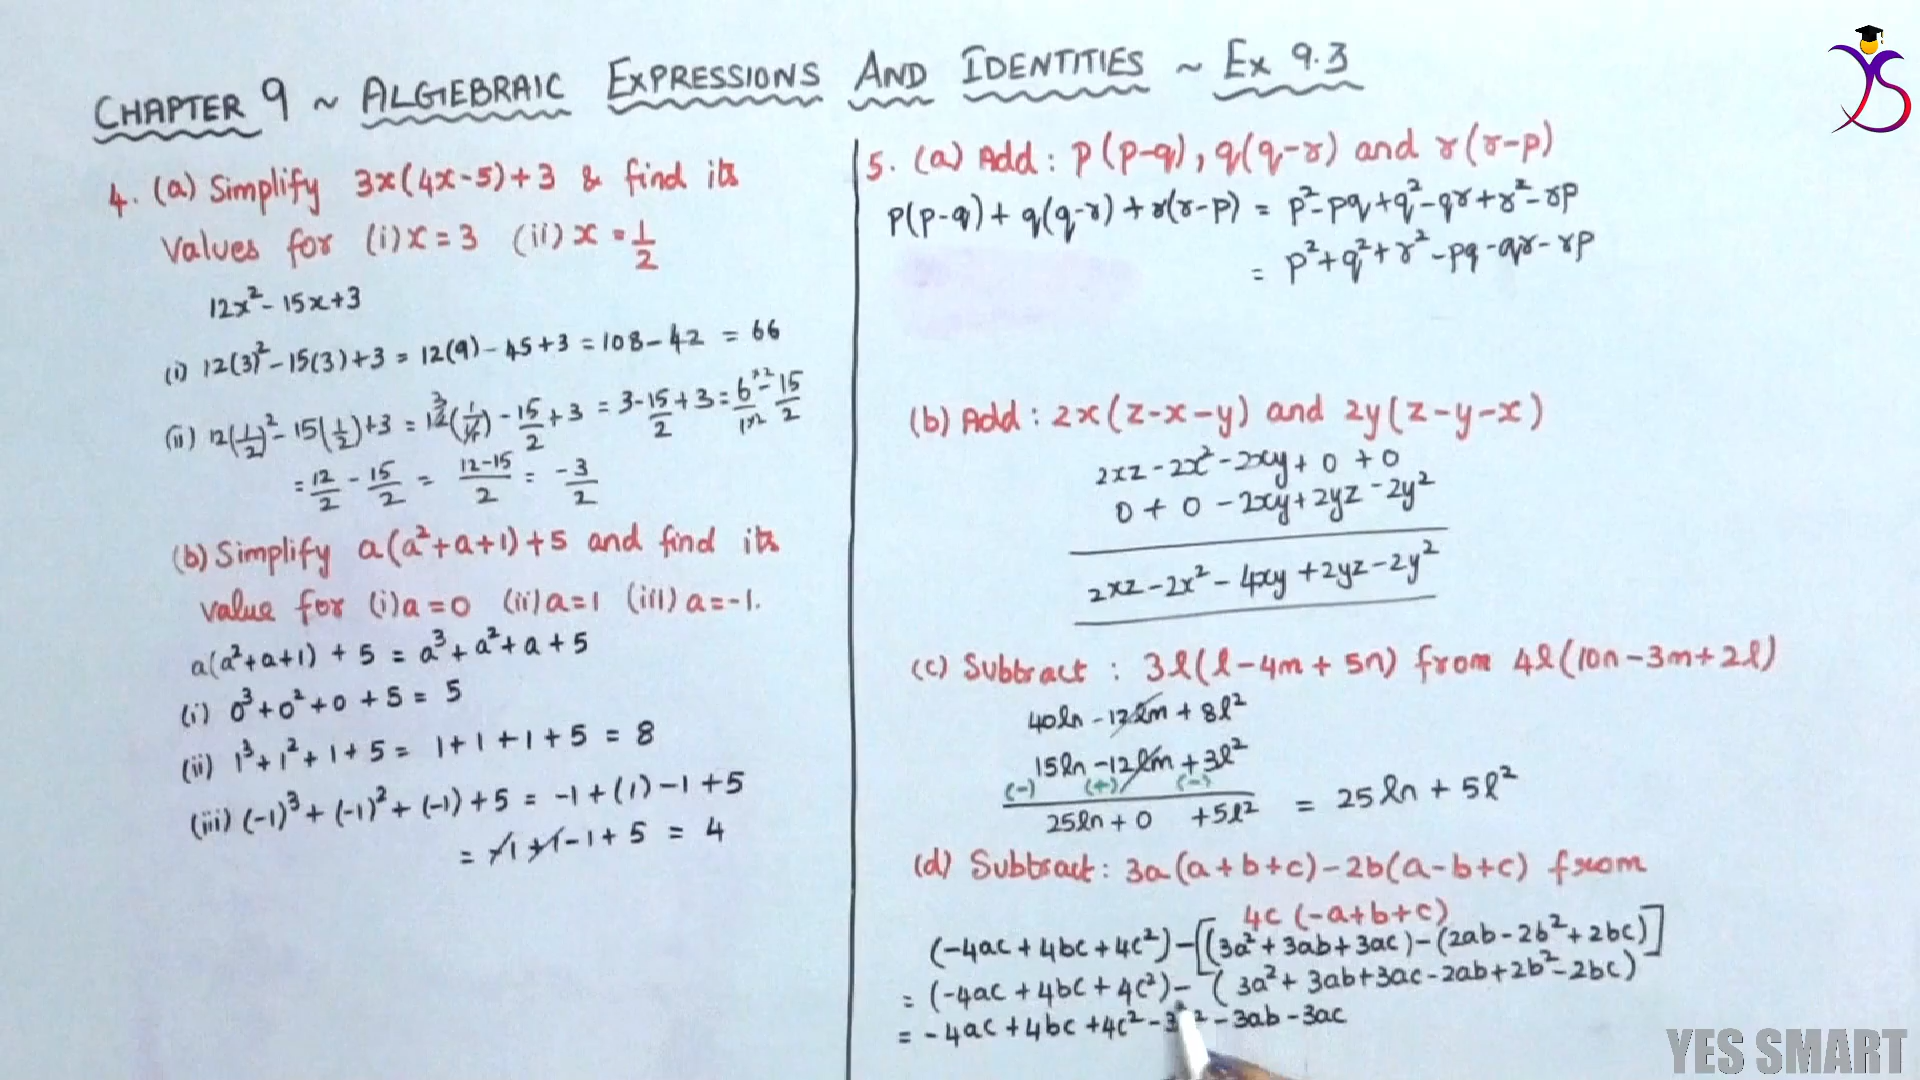 CHAPTER 9 ~ ALGEBRAIC EXPRESSIONS AND IDENTITIES ~ Ex 9.3
4. (a) Simplify 3x(4x-5)+3 & find its
Values for (i) x = 3 (ii) x = 1/2
12x² - 15x + 3
(i) 12(3)² - 15(3) + 3 = 12(9) - 45 + 3 = 108 - 42 = 66
(ii) 12(1/2)² - 15(1/2) + 3 = 12³(1/4) - 15/2 + 3 = 3 - 15/2 + 3 = 6×2/1×2 - 15/2
= 12/2 - 15/2 = 12-15/2 = -3/2
(b) Simplify a(a²+a+1)+5 and find its
value for (i) a = 0 (ii) a = 1 (iii) a = -1.
a(a²+a+1) + 5 = a³ + a² + a + 5
(i) 0³ + 0² + 0 + 5 = 5
(ii) 1³ + 1² + 1 + 5 = 1 + 1 + 1 + 5 = 8
(iii) (-1)³ + (-1)² + (-1) + 5 = -1 + (1) - 1 + 5
= -1 + 1 - 1 + 5 = 4
5. (a) Add : p(p-q), q(q-r) and r(r-p)
p(p-q) + q(q-r) + r(r-p) = p² - pq + q² - qr + r² - rp
= p² + q² + r² - pq - qr - rp
(b) Add : 2x(z-x-y) and 2y(z-y-x)
2xz - 2x² - 2xy + 0 + 0
0 + 0 - 2xy + 2yz - 2y²
2xz - 2x² - 4xy + 2yz - 2y²
(c) Subtract : 3l(l-4m+5n) from 4l(10n-3m+2l)
40ln - 12lm + 8l²
15ln - 12lm + 3l²
(-) (+) (-)
25ln + 0 + 5l² = 25ln + 5l²
(d) Subtract : 3a(a+b+c) - 2b(a-b+c) from
4c(-a+b+c)
(-4ac + 4bc + 4c²) - [(3a² + 3ab + 3ac) - (2ab - 2b² + 2bc)]
= (-4ac + 4bc + 4c²) - (3a² + 3ab + 3ac - 2ab + 2b² - 2bc)
= -4ac + 4bc + 4c² - 3 ² - 3ab - 3ac
YES SMART